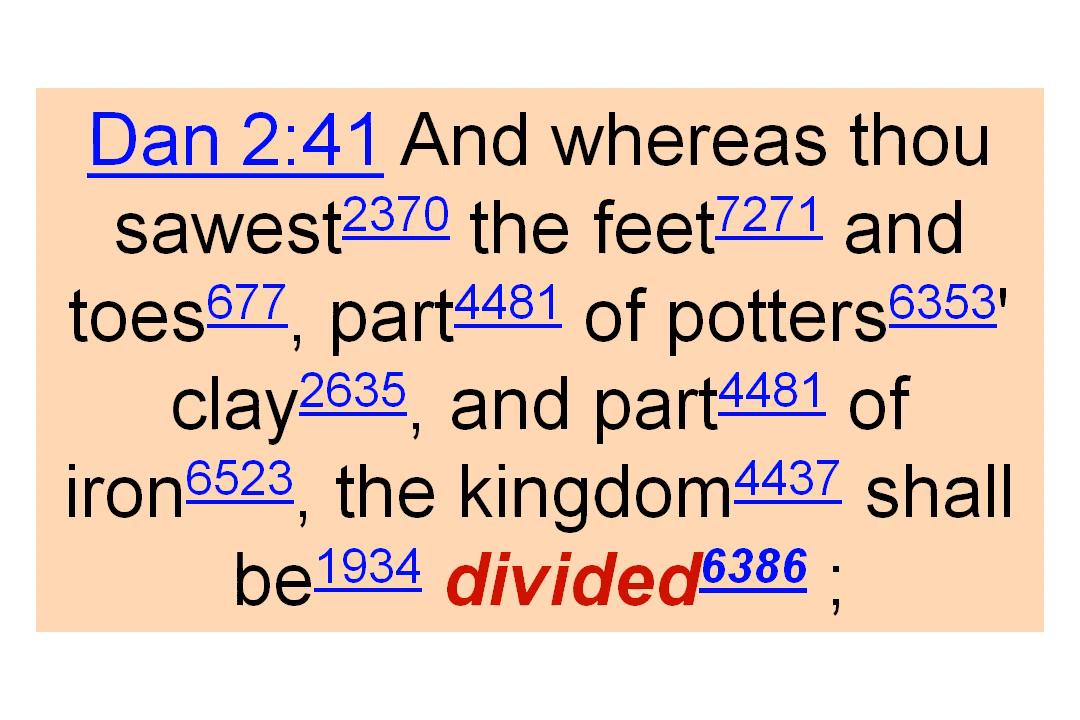 Dan 2:41 And whereas thou
sawest2370 the feet7271 and
toes677, part4481 of potters6353'
clay2635, and part4481 of
iron6523, the kingdom4437 shall
be1934 divided6386 ;